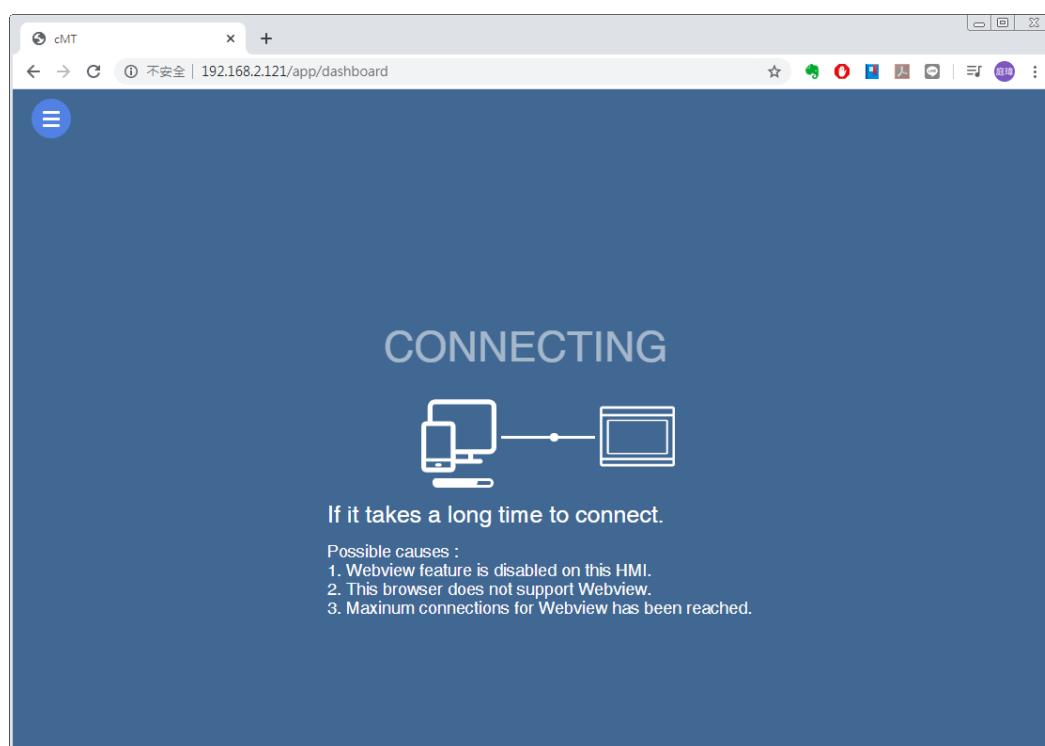 cMT
不安全 | 192.168.2.121/app/dashboard
庭瑋
CONNECTING
If it takes a long time to connect.
Possible causes :
1. Webview feature is disabled on this HMI.
2. This browser does not support Webview.
3. Maxinum connections for Webview has been reached.